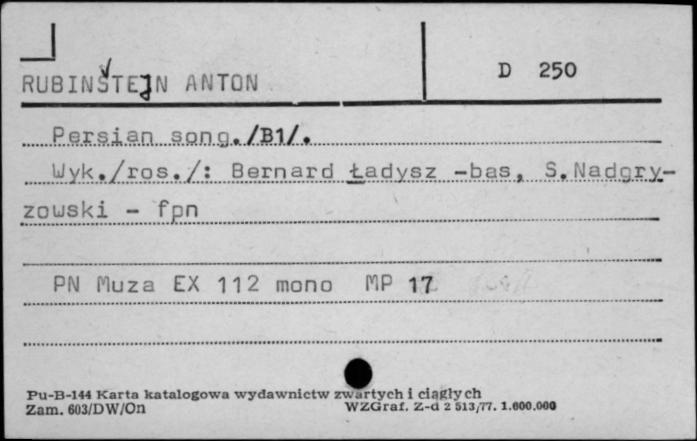 D 250
RUBINŠTEJN ANTON
Persian song./B1/.
Wyk./ros./: Bernard Ładysz -bas, S.Nadgry-
zowski - fpn
PN Muza EX 112 mono MP 17
Pu-B-144 Karta katalogowa wydawnictw zwartych i ciągłych
Zam. 603/DW/On WZGraf. Z-d 2 513/77. 1.600.000